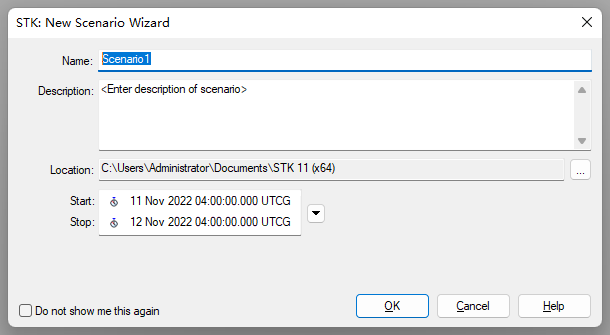 STK: New Scenario Wizard
Name: Scenario1
Description: <Enter description of scenario>
Location: C:\Users\Administrator\Documents\STK 11 (x64) ...
Start: 11 Nov 2022 04:00:00.000 UTCG
Stop: 12 Nov 2022 04:00:00.000 UTCG
Do not show me this again OK Cancel Help